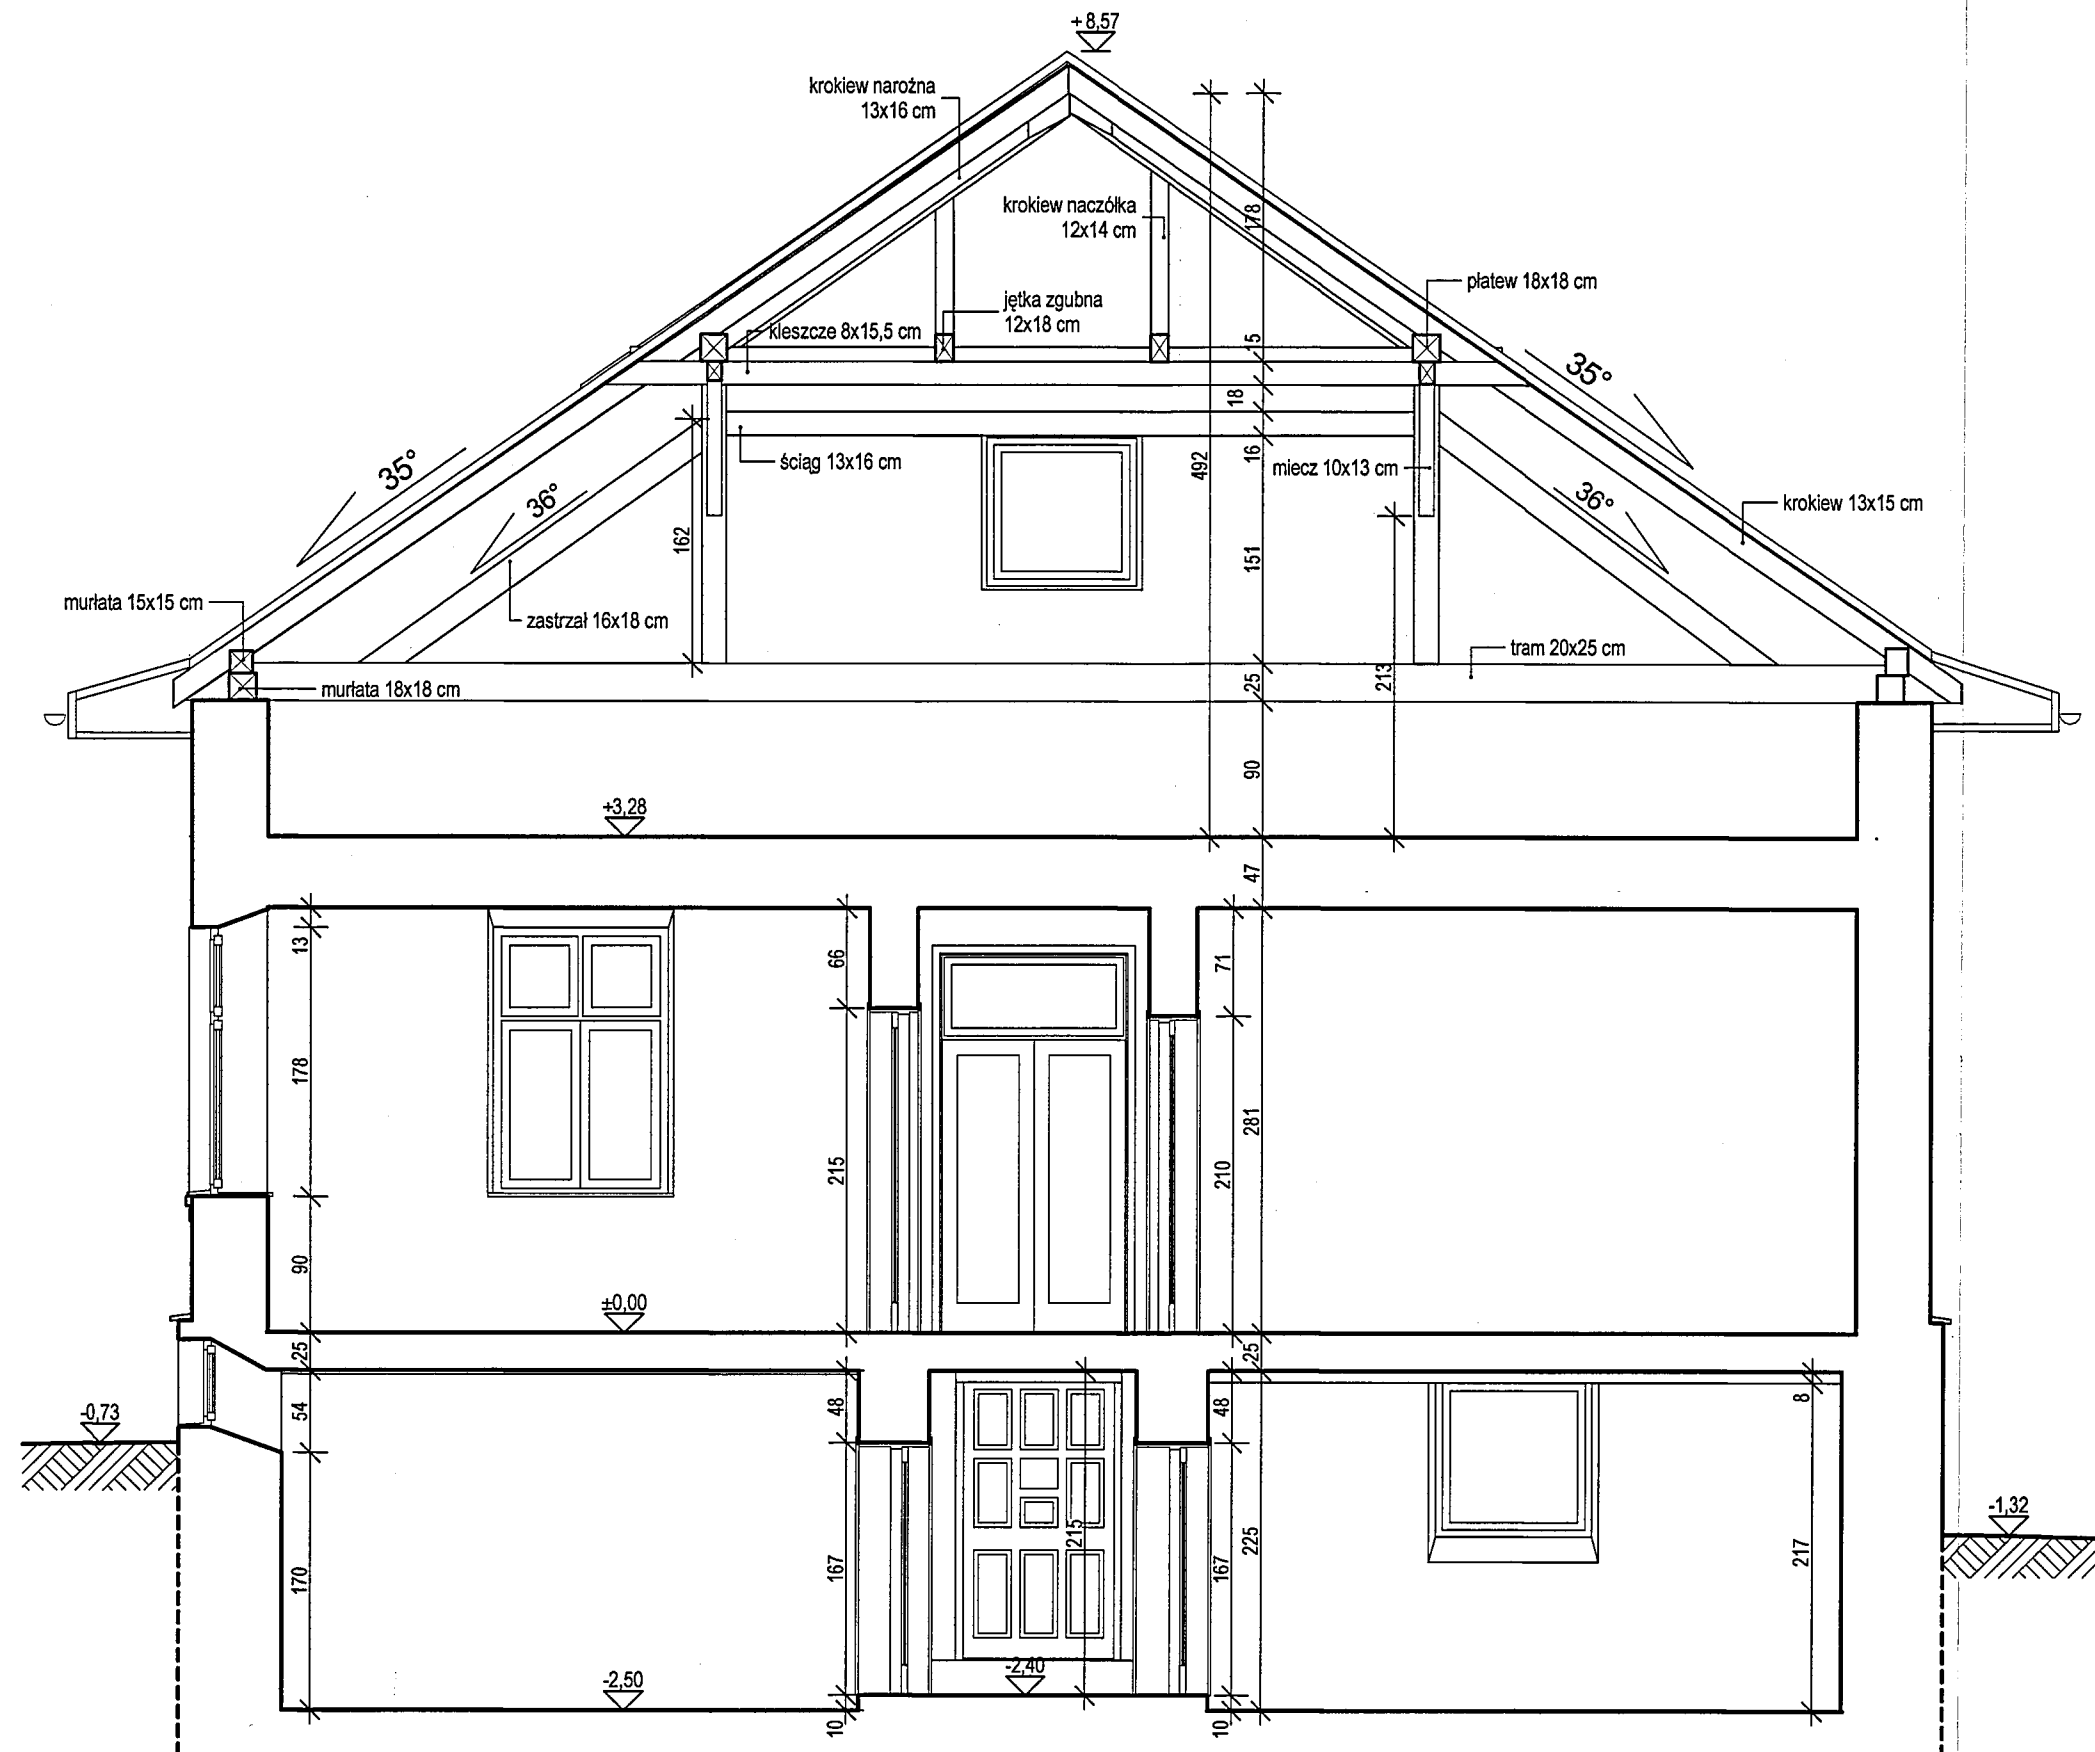 + 8,57
krokiew narożna
13x16 cm
krokiew naczółka
12x14 cm
178
płatew 18x18 cm
jętka zgubna
12x18 cm
kleszcze 8x15,5 cm
15
35°
18
ściąg 13x16 cm
492
16
miecz 10x13 cm
35°
36°
36°
krokiew 13x15 cm
162
151
murłata 15x15 cm
zastrzał 16x18 cm
tram 20x25 cm
murłata 18x18 cm
25
213
90
+3,28
47
13
66
71
178
281
215
210
90
±0,00
25
25
54
48
48
8
-0,73
-1,32
215
170
167
167
225
217
-2,50
-2,40
10
10